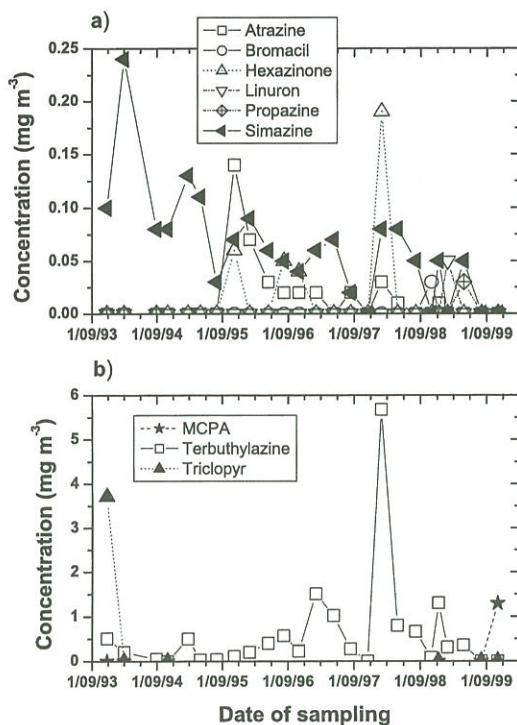 a)
Atrazine
Bromacil
Hexazinone
Linuron
Propazine
Simazine
Concentration (mg m-3)
0.25
0.20
0.15
0.10
0.05
0.00
1/09/93 1/09/94 1/09/95 1/09/96 1/09/97 1/09/98 1/09/99
b)
MCPA
Terbuthylazine
Triclopyr
Concentration (mg m-3)
6
5
4
3
2
1
0
1/09/93 1/09/94 1/09/95 1/09/96 1/09/97 1/09/98 1/09/99
Date of sampling